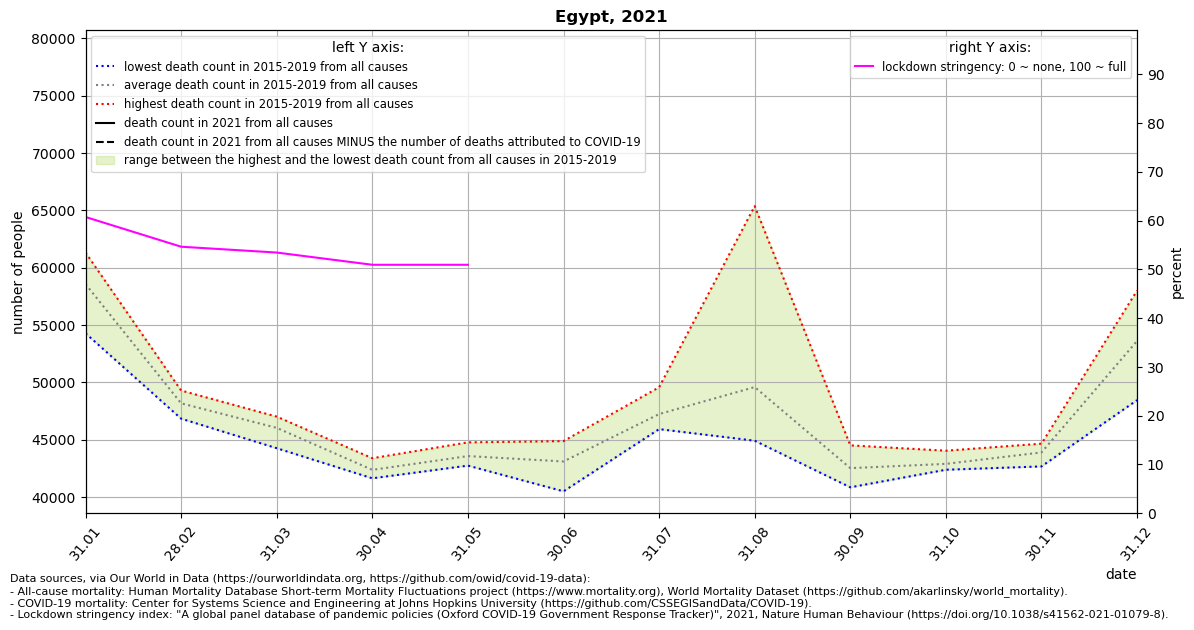 Egypt, 2021
left Y axis:
lowest death count in 2015-2019 from all causes
average death count in 2015-2019 from all causes
highest death count in 2015-2019 from all causes
death count in 2021 from all causes
death count in 2021 from all causes MINUS the number of deaths attributed to COVID-19
range between the highest and the lowest death count from all causes in 2015-2019
right Y axis:
lockdown stringency: 0 ~ none, 100 ~ full
number of people
80000
75000
70000
65000
60000
55000
50000
45000
40000
percent
90
80
70
60
50
40
30
20
10
0
31.01
28.02
31.03
30.04
31.05
30.06
31.07
31.08
30.09
31.10
30.11
31.12
date
Data sources, via Our World in Data (https://ourworldindata.org, https://github.com/owid/covid-19-data):
- All-cause mortality: Human Mortality Database Short-term Mortality Fluctuations project (https://www.mortality.org), World Mortality Dataset (https://github.com/akarlinsky/world_mortality).
- COVID-19 mortality: Center for Systems Science and Engineering at Johns Hopkins University (https://github.com/CSSEGISandData/COVID-19).
- Lockdown stringency index: "A global panel database of pandemic policies (Oxford COVID-19 Government Response Tracker)", 2021, Nature Human Behaviour (https://doi.org/10.1038/s41562-021-01079-8).